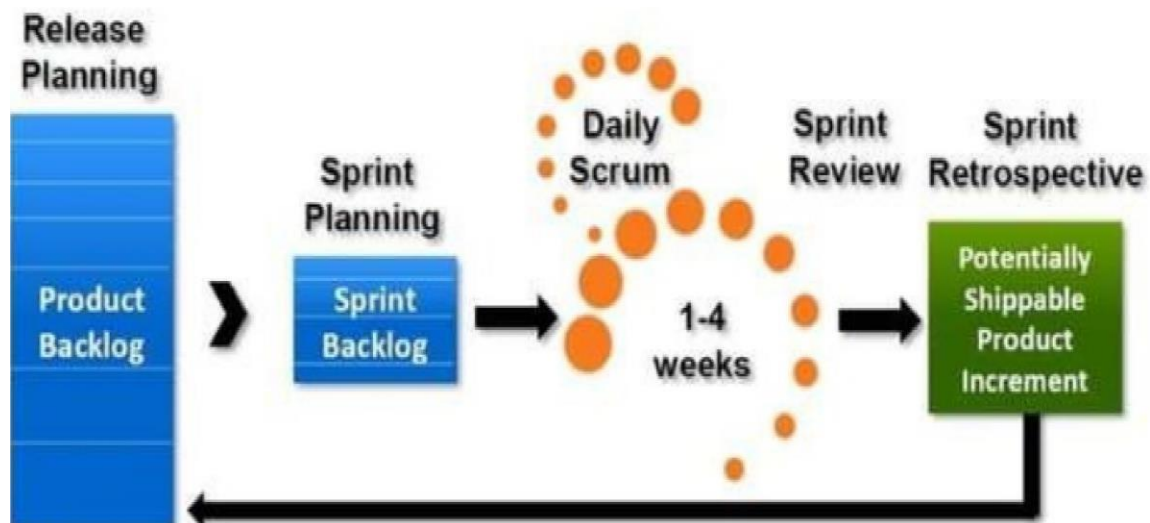 Release
Planning
Product
Backlog
Sprint
Planning
Sprint
Backlog
Daily
Scrum
1-4
weeks
Sprint
Review
Sprint
Retrospective
Potentially
Shippable
Product
Increment